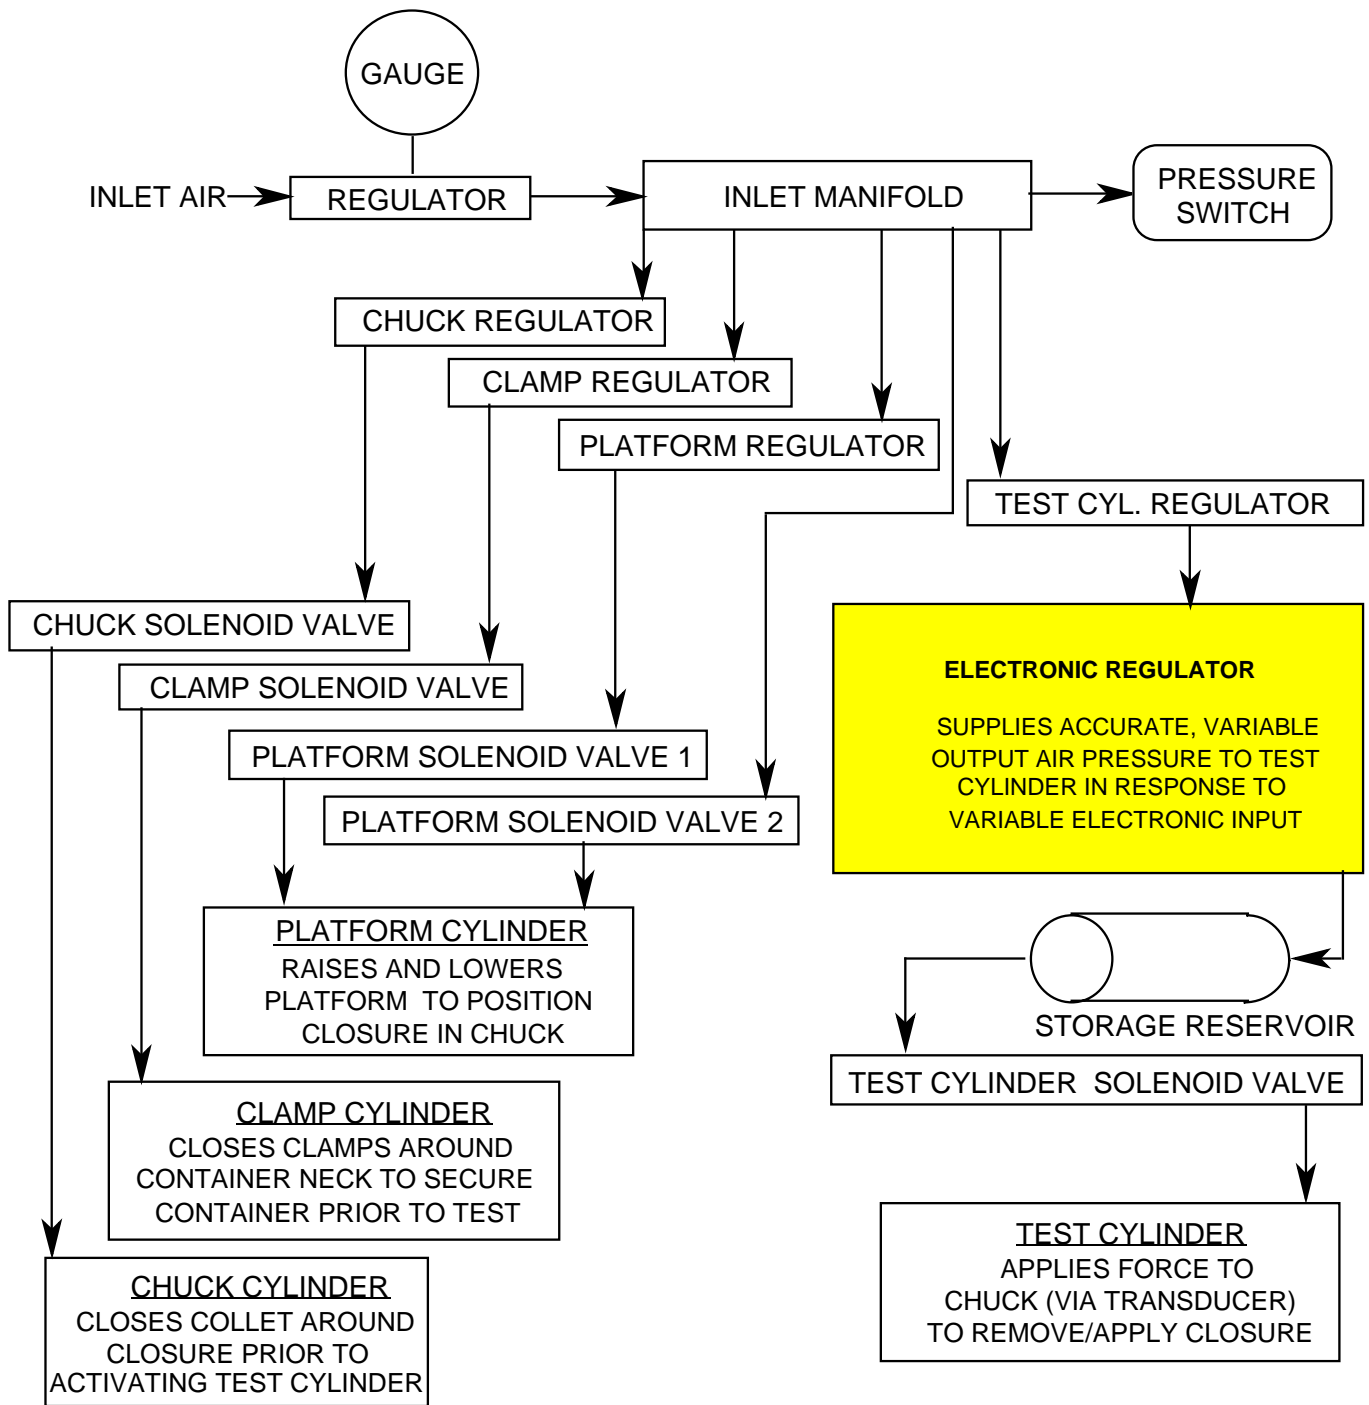 GAUGE
INLET AIR
REGULATOR
INLET MANIFOLD
PRESSURE
SWITCH
CHUCK REGULATOR
CLAMP REGULATOR
PLATFORM REGULATOR
TEST CYL. REGULATOR
CHUCK SOLENOID VALVE
CLAMP SOLENOID VALVE
PLATFORM SOLENOID VALVE 1
PLATFORM SOLENOID VALVE 2
ELECTRONIC REGULATOR
SUPPLIES ACCURATE, VARIABLE
OUTPUT AIR PRESSURE TO TEST
CYLINDER IN RESPONSE TO
VARIABLE ELECTRONIC INPUT
PLATFORM CYLINDER
RAISES AND LOWERS
PLATFORM TO POSITION
CLOSURE IN CHUCK
STORAGE RESERVOIR
TEST CYLINDER SOLENOID VALVE
CLAMP CYLINDER
CLOSES CLAMPS AROUND
CONTAINER NECK TO SECURE
CONTAINER PRIOR TO TEST
TEST CYLINDER
APPLIES FORCE TO
CHUCK (VIA TRANSDUCER)
TO REMOVE/APPLY CLOSURE
CHUCK CYLINDER
CLOSES COLLET AROUND
CLOSURE PRIOR TO
ACTIVATING TEST CYLINDER